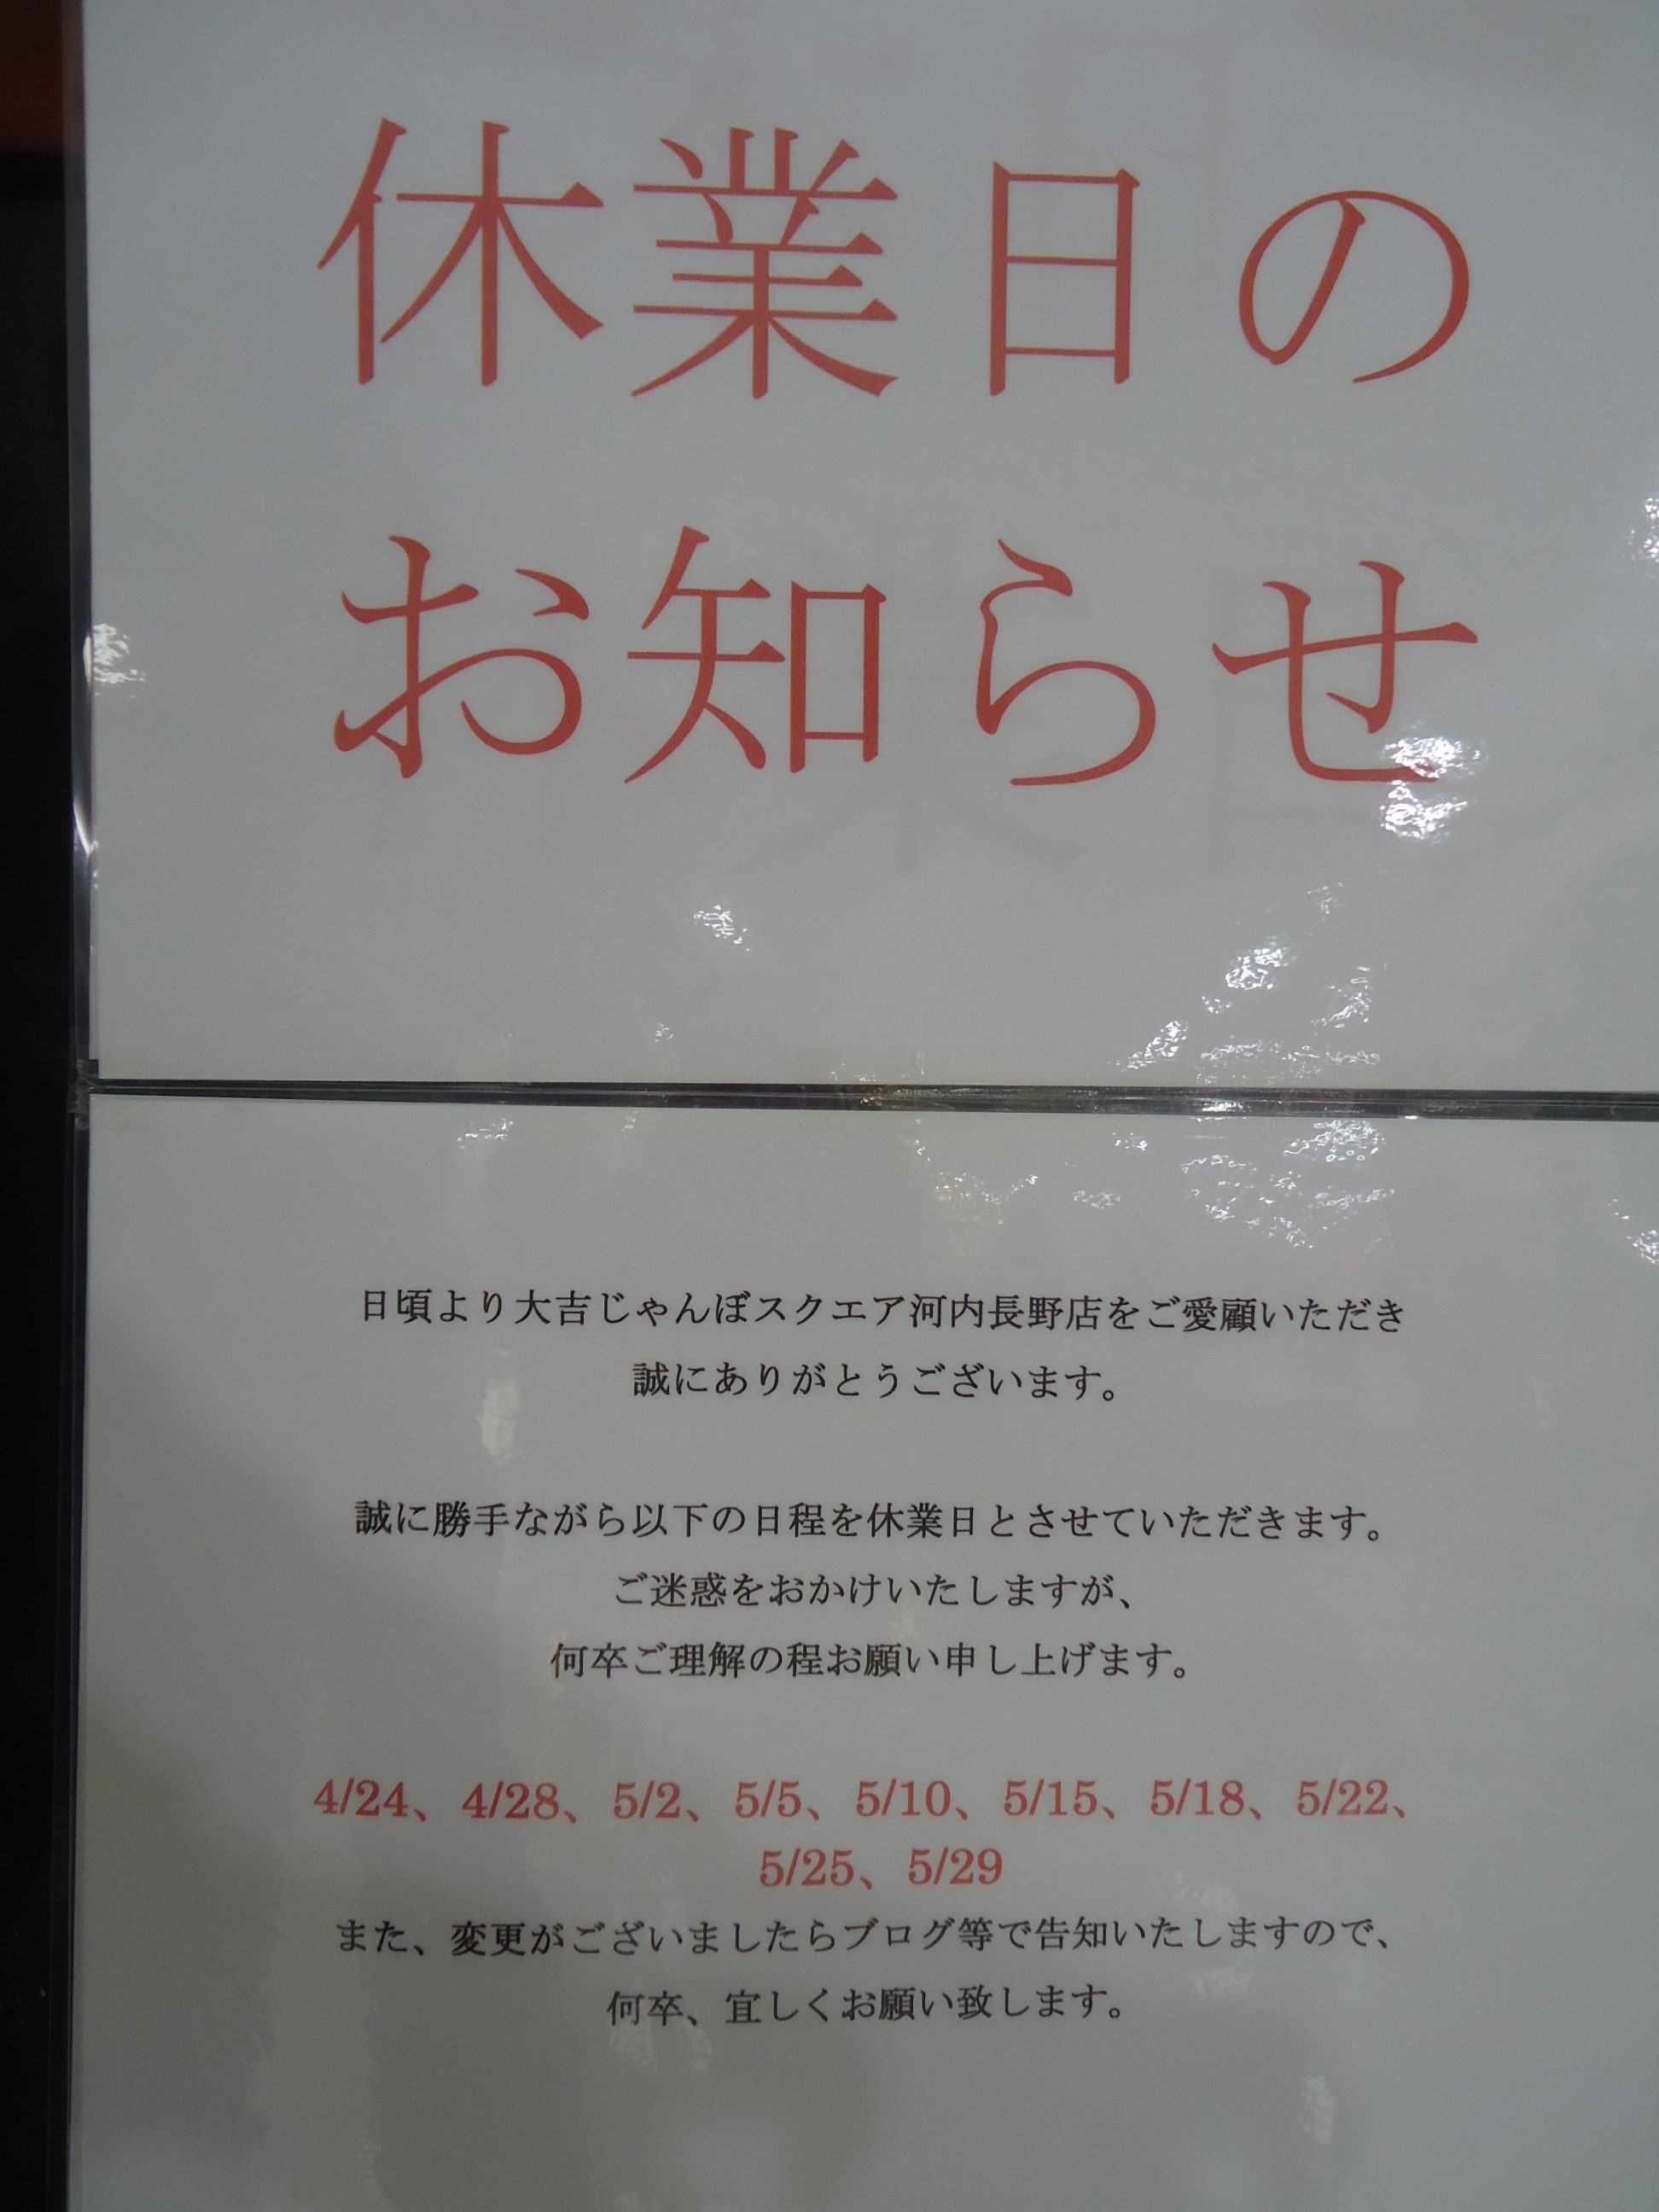 休業日の
お知らせ
日頃より大吉じゃんぼスクエア河内長野店をご愛顧いただき
誠にありがとうございます。
誠に勝手ながら以下の日程を休業日とさせていただきます。
ご迷惑をおかけいたしますが、
何卒ご理解の程お願い申し上げます。
4/24、4/28、5/2、5/5、5/10、5/15、5/18、5/22、
5/25、5/29
また、変更がございましたらブログ等で告知いたしますので、
何卒、宜しくお願い致します。